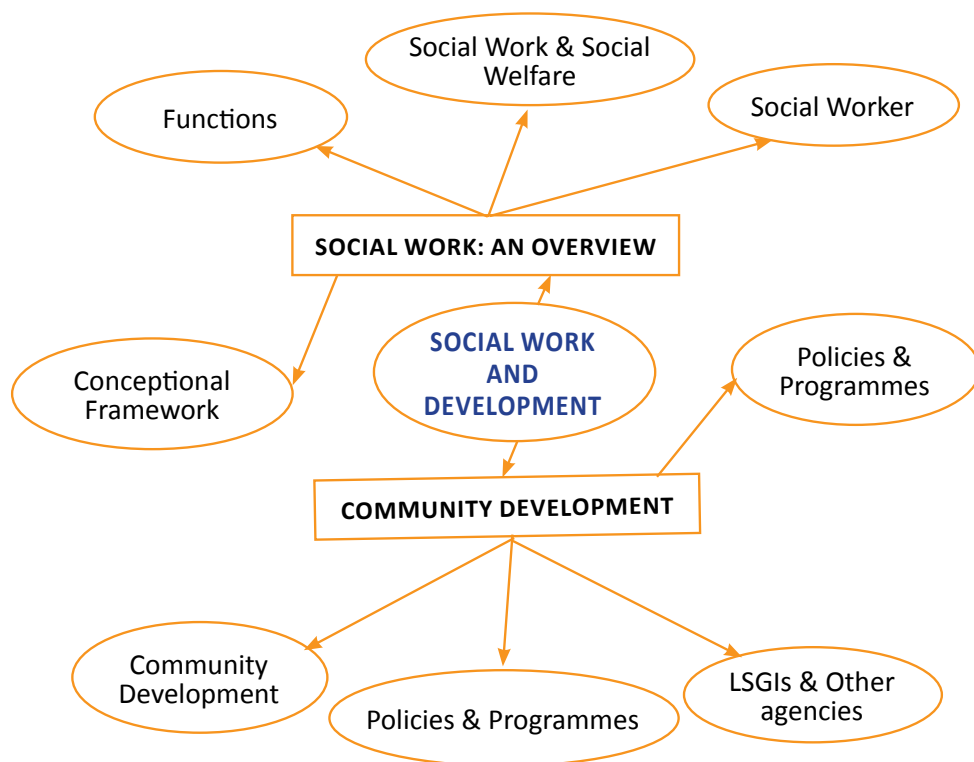 Social Work & Social
Welfare
Functions
Social Worker
SOCIAL WORK: AN OVERVIEW
SOCIAL WORK
AND
DEVELOPMENT
Policies &
Programmes
Conceptional
Framework
COMMUNITY DEVELOPMENT
Community
Development
Policies & Programmes
LSGIs & Other
agencies